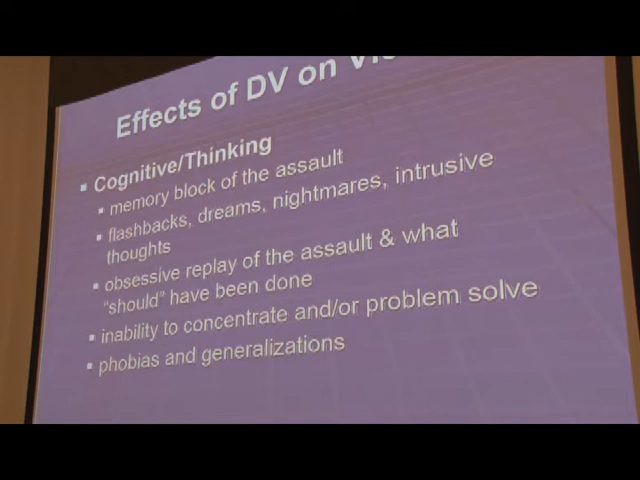 Effects of DV on
▪ Cognitive/Thinking
▪ memory block of the assault
▪ flashbacks, dreams, nightmares, intrusive
thoughts
▪ obsessive replay of the assault & what
“should” have been done
▪ inability to concentrate and/or problem solve
▪ phobias and generalizations